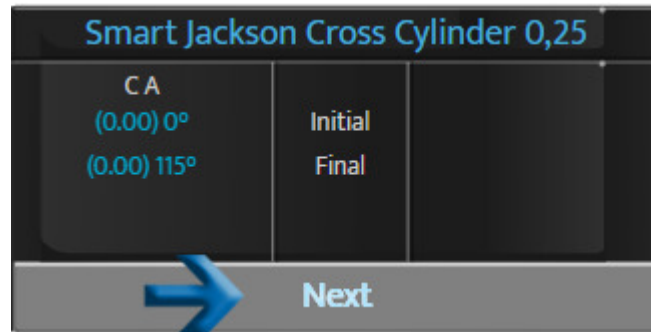 Smart Jackson Cross Cylinder 0,25
C A
(0.00) 0º Initial
(0.00) 115º Final
Next